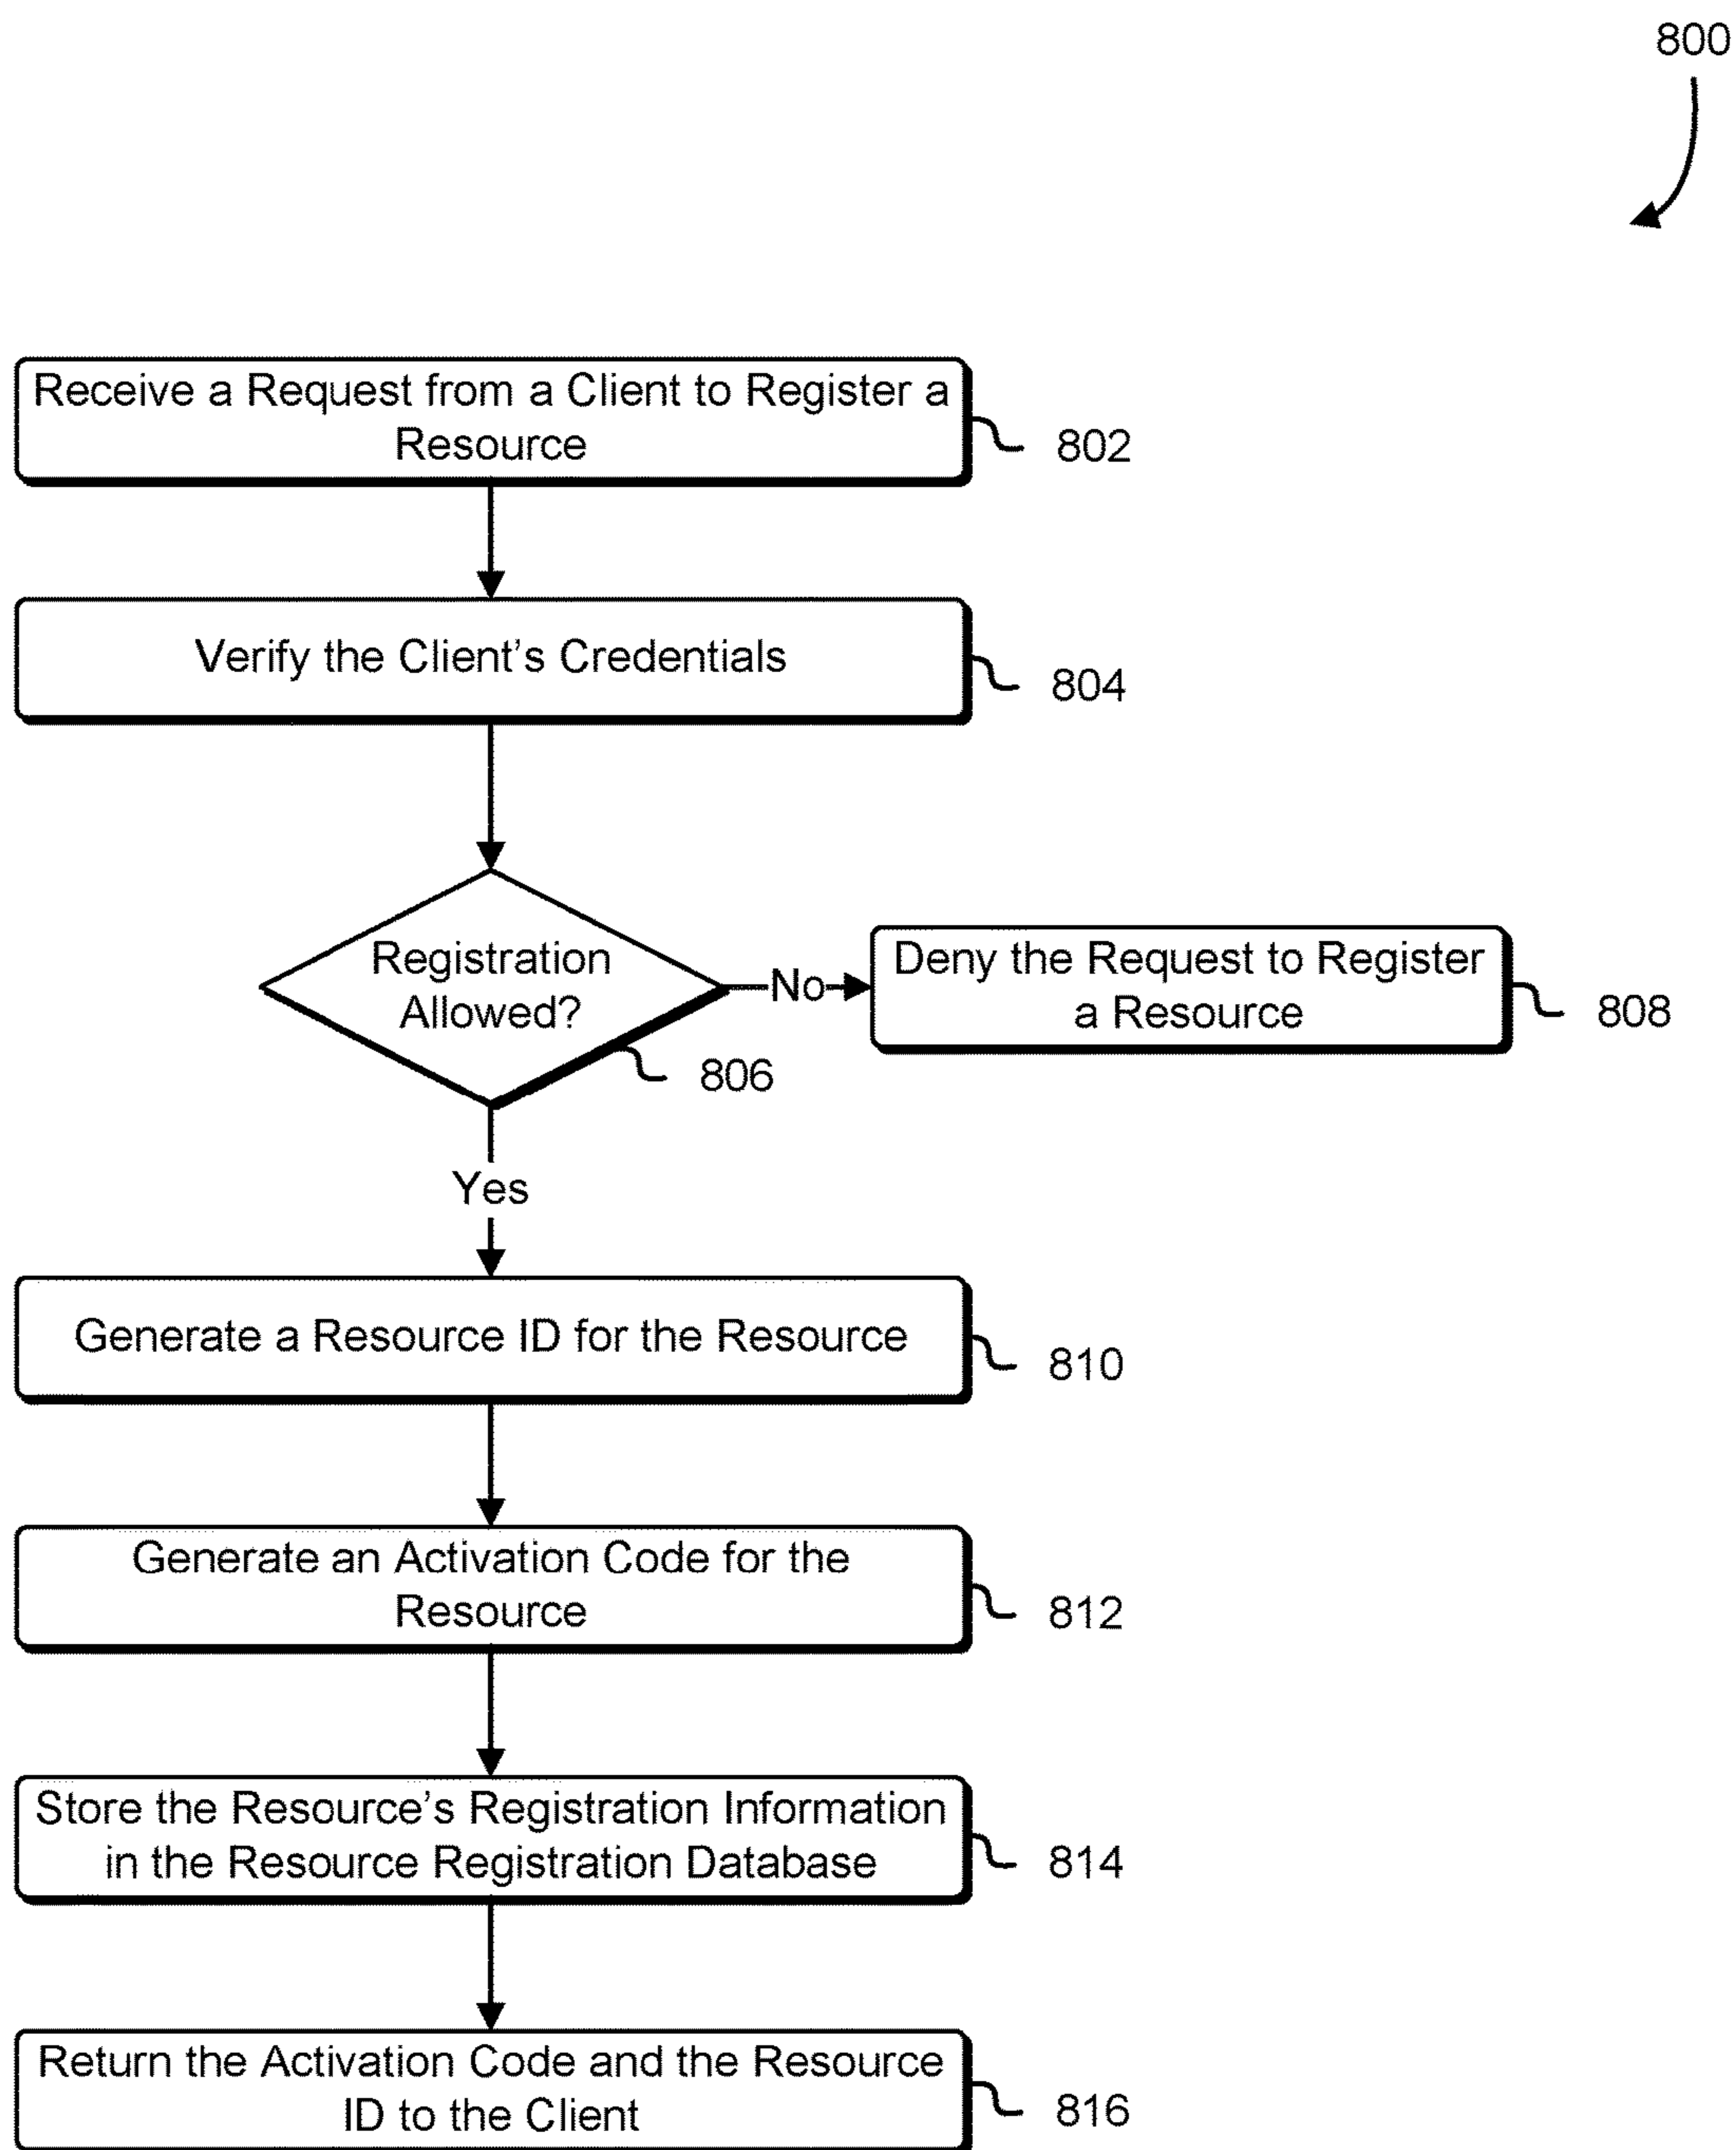 800
Receive a Request from a Client to Register a
Resource
802
Verify the Client's Credentials
804
Registration
Allowed?
806
No
Deny the Request to Register
a Resource
808
Yes
Generate a Resource ID for the Resource
810
Generate an Activation Code for the
Resource
812
Store the Resource's Registration Information
in the Resource Registration Database
814
Return the Activation Code and the Resource
ID to the Client
816